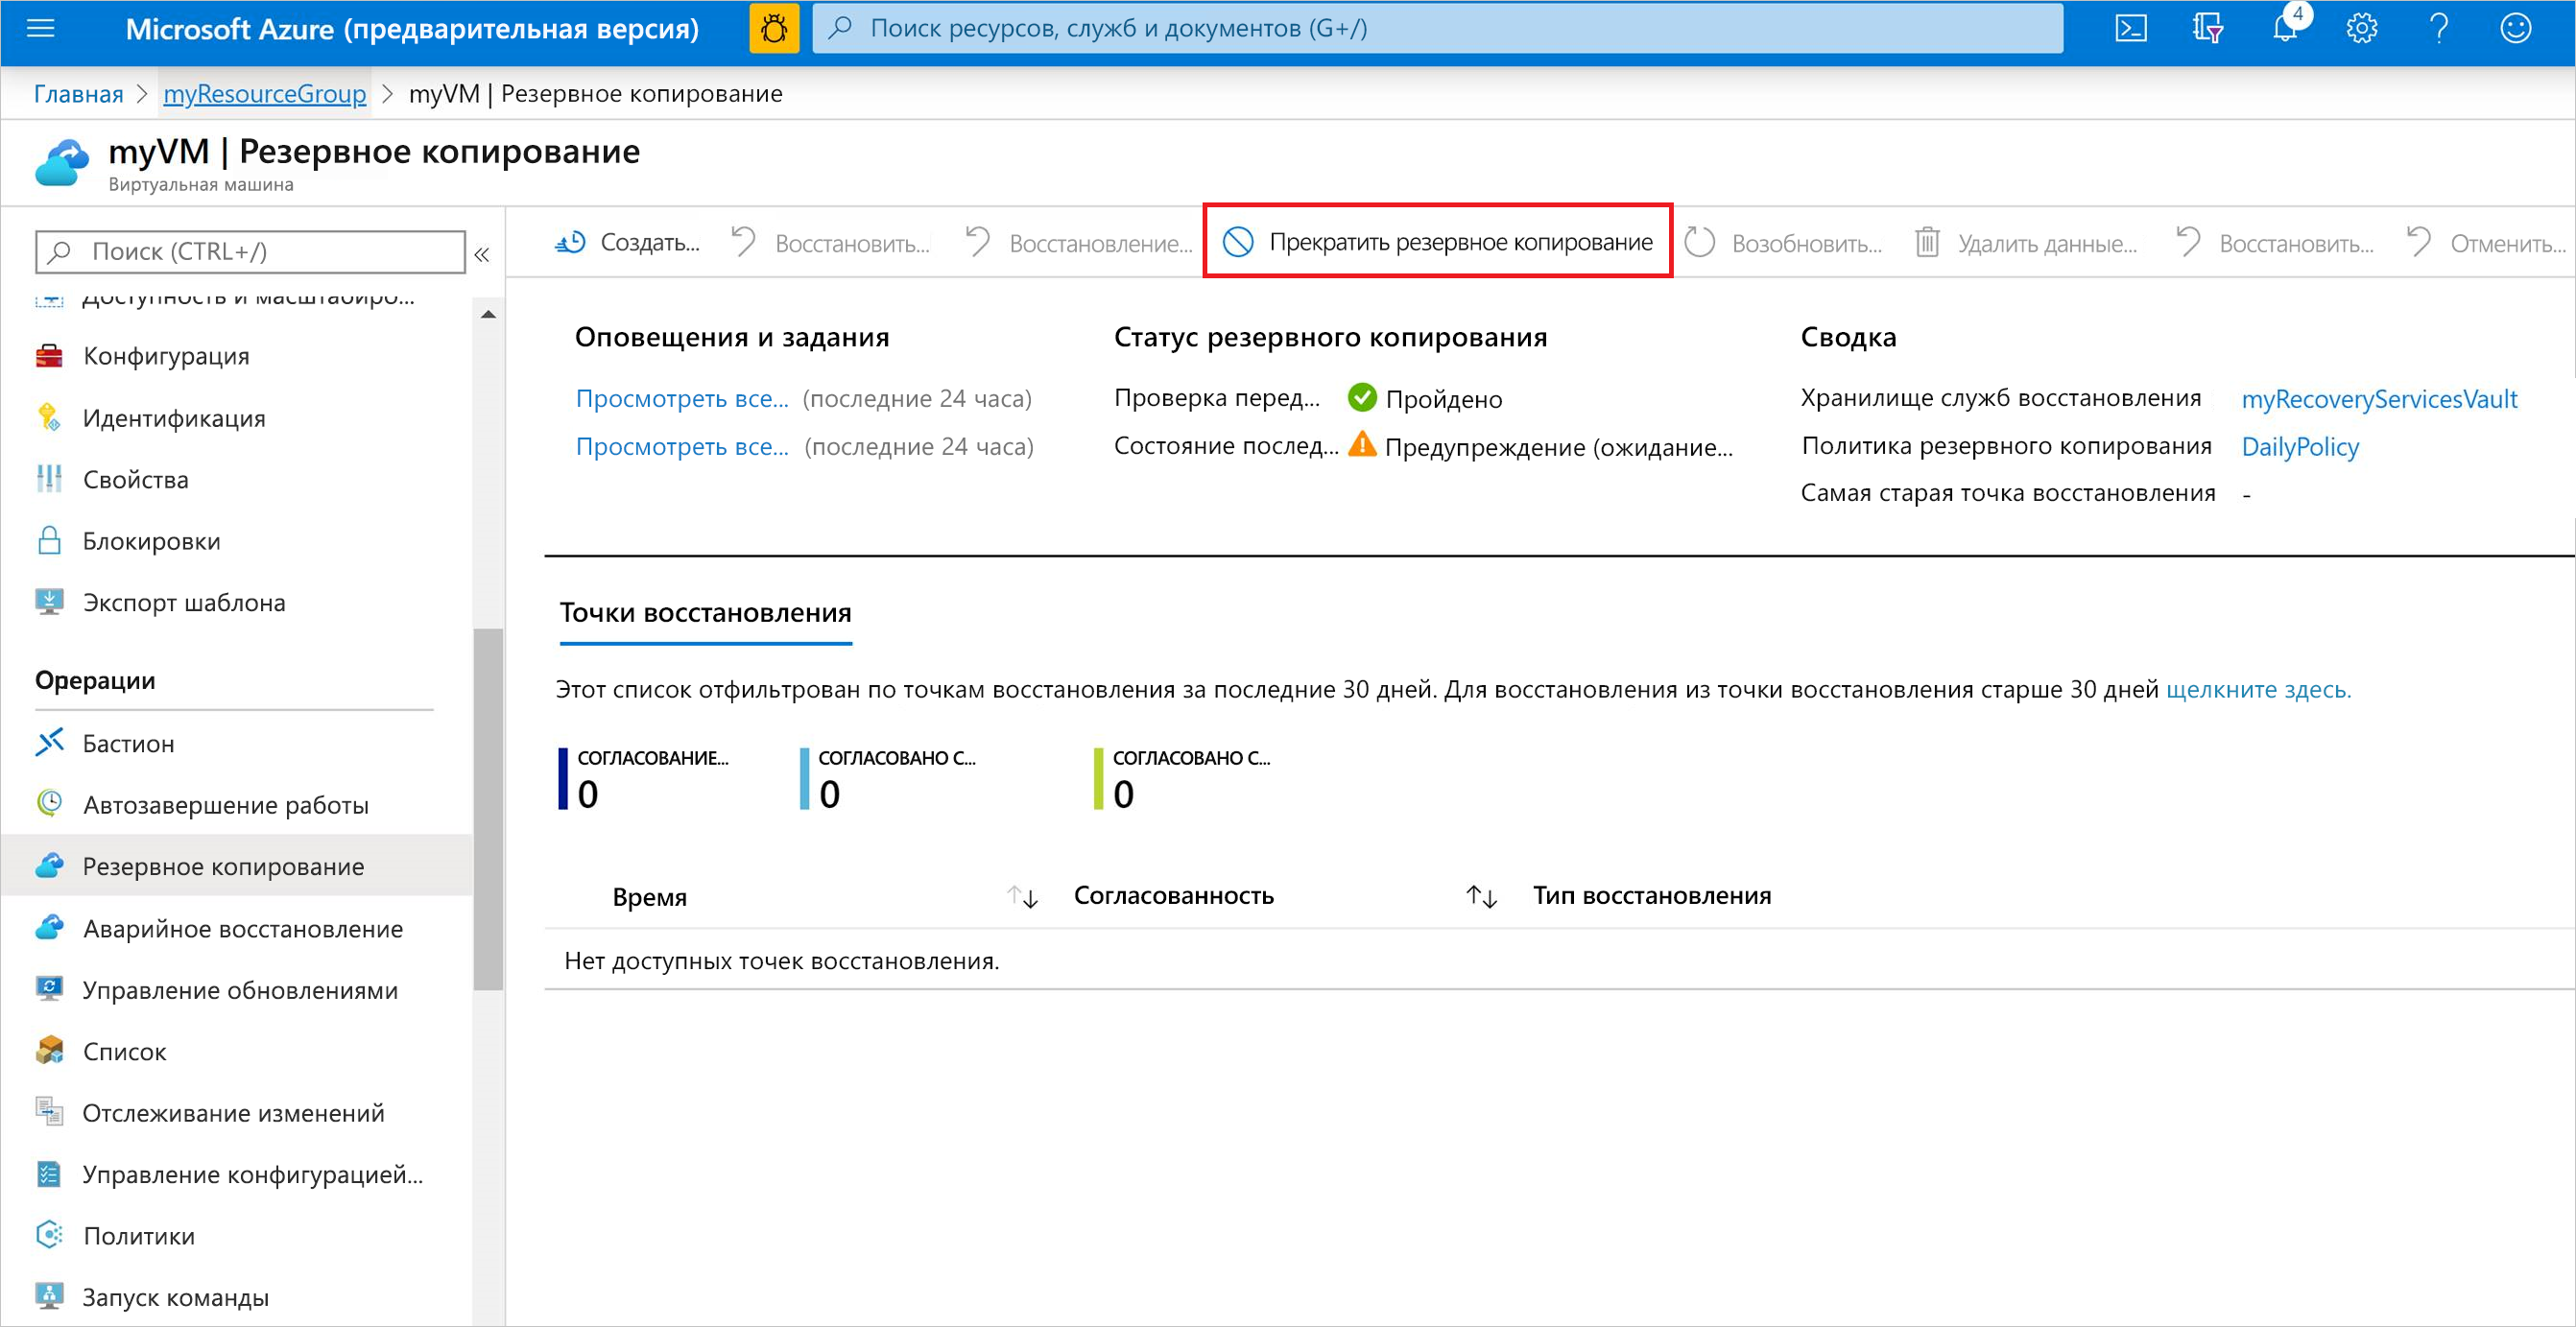 Microsoft Azure (предварительная версия)
Поиск ресурсов, служб и документов (G+/)
4
Главная > myResourceGroup > myVM | Резервное копирование
myVM | Резервное копирование
Виртуальная машина
Поиск (CTRL+/)
«
Создать...
Восстановить...
Восстановление...
Прекратить резервное копирование
Возобновить...
Удалить данные...
Восстановить...
Отменить...
Доступность и масштабиро...
Конфигурация
Идентификация
Свойства
Блокировки
Экспорт шаблона
Операции
Бастион
Автозавершение работы
Резервное копирование
Аварийное восстановление
Управление обновлениями
Список
Отслеживание изменений
Управление конфигурацией...
Политики
Запуск команды
Оповещения и задания
Просмотреть все... (последние 24 часа)
Просмотреть все... (последние 24 часа)
Статус резервного копирования
Проверка перед... Пройдено
Состояние послед... Предупреждение (ожидание...
Сводка
Хранилище служб восстановления myRecoveryServicesVault
Политика резервного копирования DailyPolicy
Самая старая точка восстановления -
Точки восстановления
Этот список отфильтрован по точкам восстановления за последние 30 дней. Для восстановления из точки восстановления старше 30 дней щелкните здесь.
СОГЛАСОВАНИЕ...
0
СОГЛАСОВАНО С...
0
СОГЛАСОВАНО С...
0
Время Согласованность Тип восстановления
Нет доступных точек восстановления.